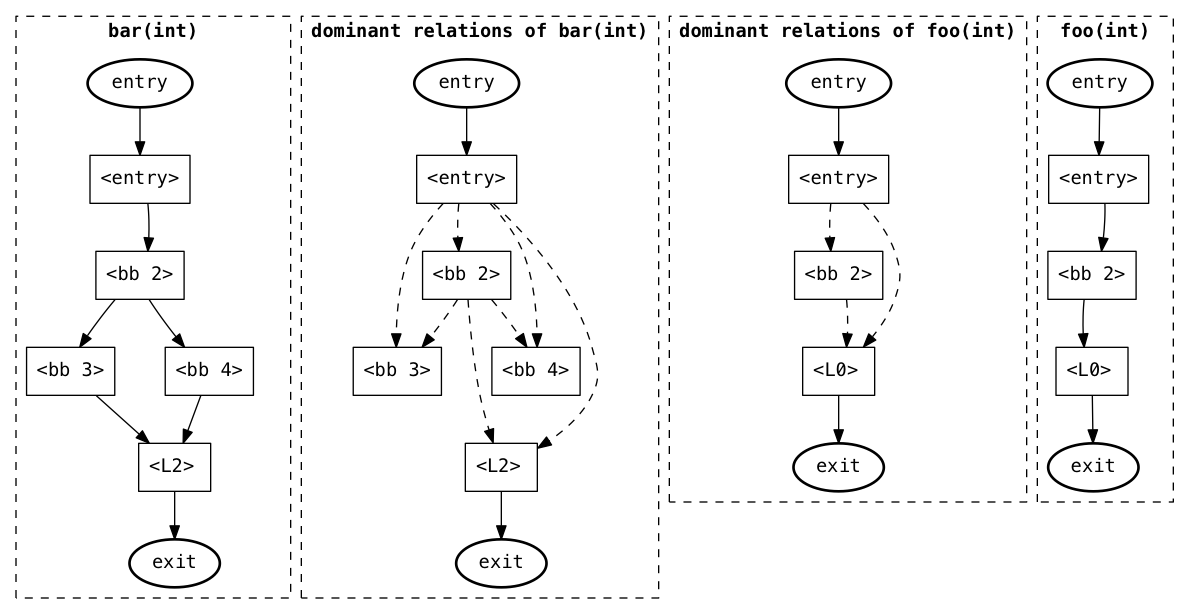 bar(int)
entry
<entry>
<bb 2>
<bb 3>
<bb 4>
<L2>
exit
dominant relations of bar(int)
entry
<entry>
<bb 2>
<bb 3>
<bb 4>
<L2>
exit
dominant relations of foo(int)
entry
<entry>
<bb 2>
<L0>
exit
foo(int)
entry
<entry>
<bb 2>
<L0>
exit